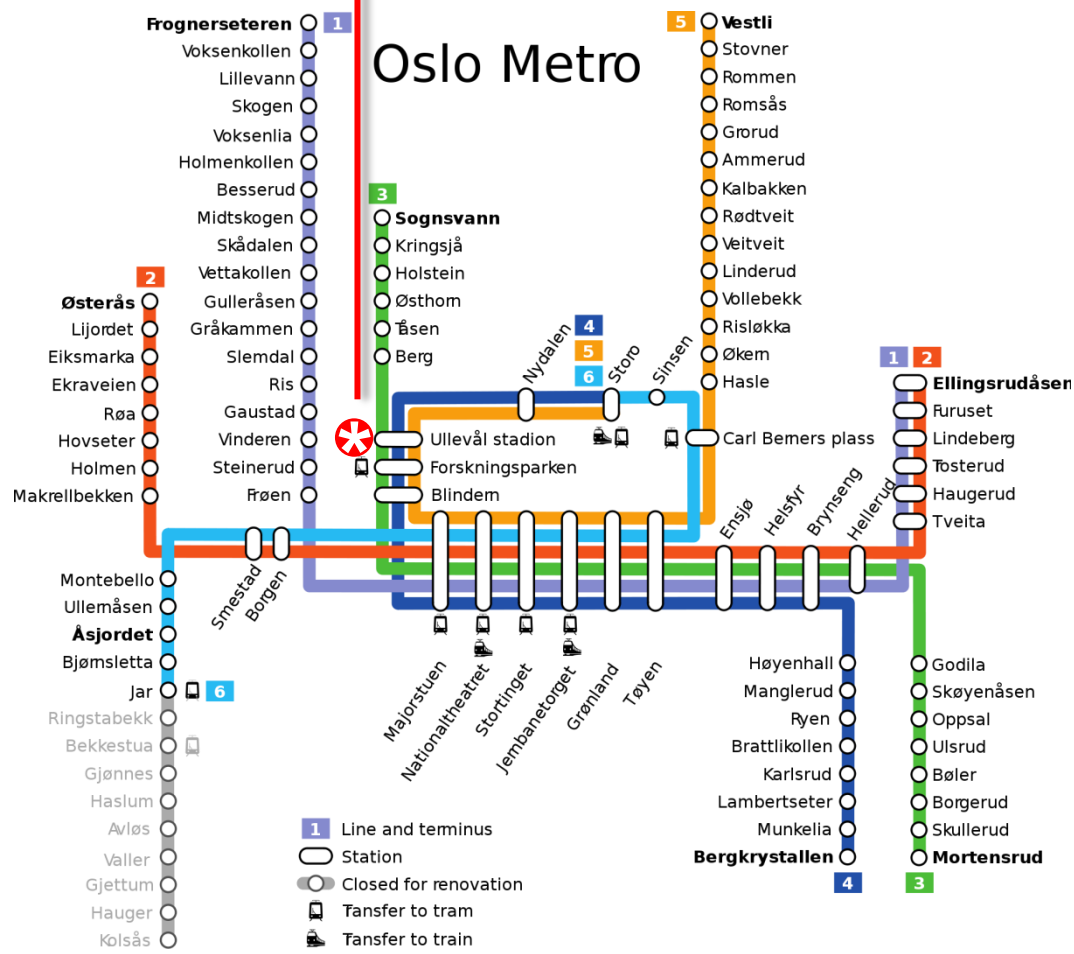 Oslo Metro
1
Frognerseteren
Voksenkollen
Lillevann
Skogen
Voksenlia
Holmenkollen
Besserud
Midtskogen
Skådalen
Vettakollen
Gulleråsen
Gråkammen
Slemdal
Ris
Gaustad
Vinderen
Steinerud
Frøen
2
Østerås
Lijordet
Eiksmarka
Ekraveien
Røa
Hovseter
Holmen
Makrellbekken
3
Sognsvann
Kringsjå
Holstein
Østhorn
Tåsen
Berg
Ullevål stadion
Forskningsparken
Blindern
5
Vestli
Stovner
Rommen
Romsås
Grorud
Ammerud
Kalbakken
Rødtveit
Veitveit
Linderud
Vollebekk
Risløkka
Økern
Hasle
Carl Berners plass
Nydalen
4
5
6
Storo
Sinsen
1 2
Ellingsrudåsen
Furuset
Lindeberg
Tosterud
Haugerud
Tveita
Ensjø
Helsfyr
Brynseng
Hellerud
Smestad
Borgen
Majorstuen
Nationaltheatret
Stortinget
Jernbanetorget
Grønland
Tøyen
Montebello
Ullernåsen
Åsjordet
Bjørnsletta
Jar
6
Ringstabekk
Bekkestua
Gjønnes
Haslum
Avløs
Valler
Gjettum
Hauger
Kolsås
Høyenhall
Manglerud
Ryen
Brattlikollen
Karlsrud
Lambertseter
Munkelia
Bergkrystallen
4
Godlia
Skøyenåsen
Oppsal
Ulsrud
Bøler
Borgerud
Skullerud
Mortensrud
3
1 Line and terminus
Station
Closed for renovation
Tansfer to tram
Tansfer to train